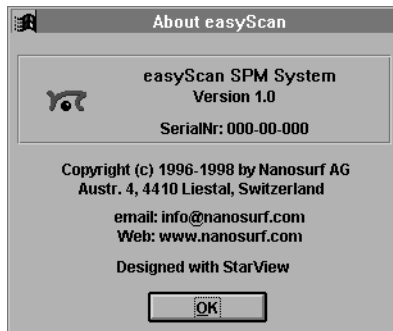 About easyScan
easyScan SPM System
Version 1.0
SerialNr: 000-00-000
Copyright (c) 1996-1998 by Nanosurf AG
Austr. 4, 4410 Liestal, Switzerland
email: info@nanosurf.com
Web: www.nanosurf.com
Designed with StarView
OK